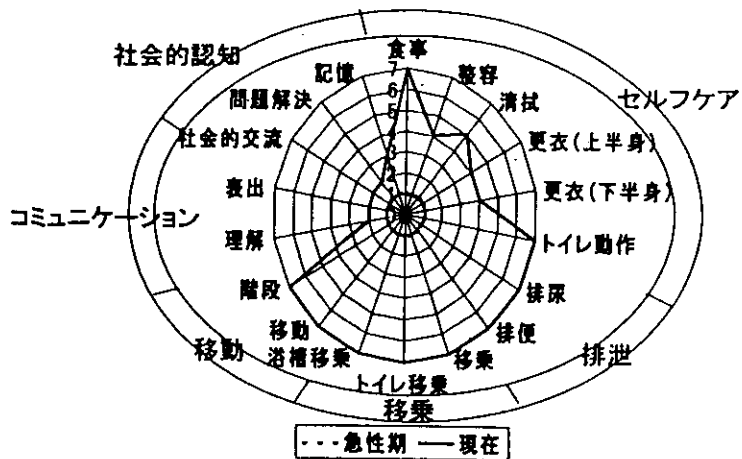 社会的認知
食事
記憶
整容
問題解決
清拭
セルフケア
社会的交流
更衣(上半身)
表出
更衣(下半身)
コミュニケーション
理解
トイレ動作
階段
排尿
移動
排便
移動
浴槽移乗
移乗
排泄
トイレ移乗
移乗
7
6
5
4
3
2
1
急性期 現在